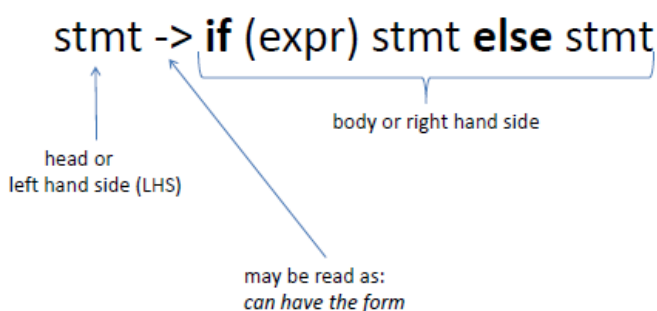 stmt -> if (expr) stmt else stmt
body or right hand side
head or
left hand side (LHS)
may be read as:
can have the form